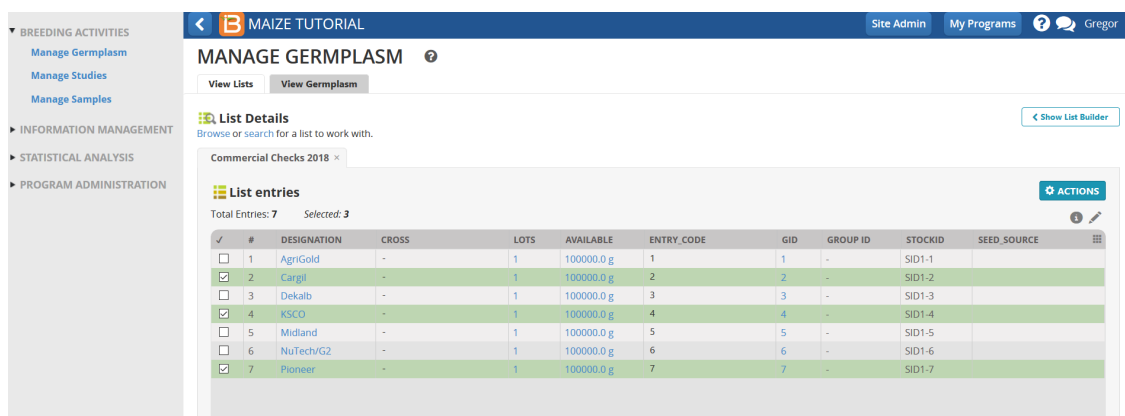 BREEDING ACTIVITIES
Manage Germplasm
Manage Studies
Manage Samples
INFORMATION MANAGEMENT
STATISTICAL ANALYSIS
PROGRAM ADMINISTRATION
MAIZE TUTORIAL Site Admin My Programs ? Gregor
MANAGE GERMPLASM ?
View Lists View Germplasm
List Details < Show List Builder
Browse or search for a list to work with.
Commercial Checks 2018 ×
List entries ACTIONS
Total Entries: 7 Selected: 3
✓ # DESIGNATION CROSS LOTS AVAILABLE ENTRY_CODE GID GROUP ID STOCKID SEED_SOURCE
1 AgriGold - 1 100000.0 g 1 1 - SID1-1
2 Cargil - 1 100000.0 g 2 2 - SID1-2
3 Dekalb - 1 100000.0 g 3 3 - SID1-3
4 KSCO - 1 100000.0 g 4 4 - SID1-4
5 Midland - 1 100000.0 g 5 5 - SID1-5
6 NuTech/G2 - 1 100000.0 g 6 6 - SID1-6
7 Pioneer - 1 100000.0 g 7 7 - SID1-7